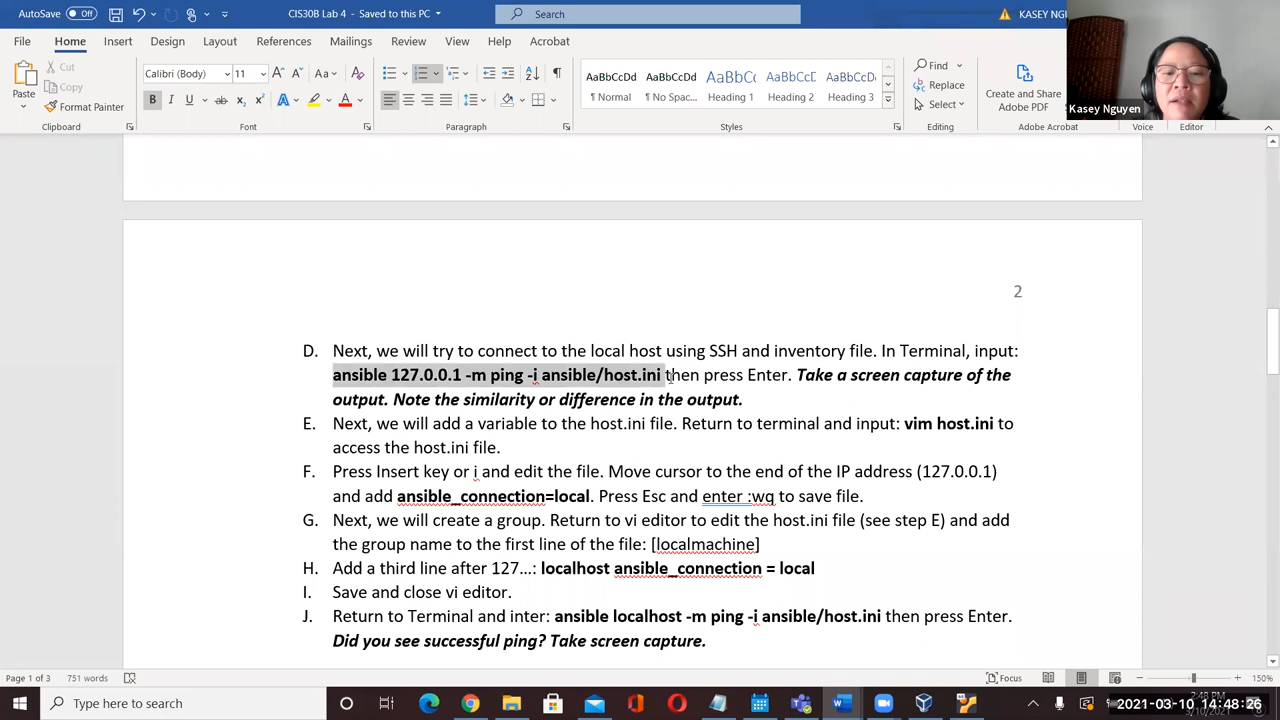 AutoSave Off CIS30B Lab 4 - Saved to this PC Search KASEY NGU
File Home Insert Design Layout References Mailings Review View Help Acrobat
Paste Cut Copy Format Painter
Calibri (Body) 11
AaBbCcDd AaBbCcDd AaBbC( AaBbCcD AaBbC(
¶ Normal ¶ No Spac... Heading 1 Heading 2 Heading 3
Find Replace Select
Create and Share Adobe PDF
Kasey Nguyen
Clipboard Font Paragraph Styles Editing Adobe Acrobat Voice Editor
2
D. Next, we will try to connect to the local host using SSH and inventory file. In Terminal, input:
ansible 127.0.0.1 -m ping -i ansible/host.ini then press Enter. Take a screen capture of the
output. Note the similarity or difference in the output.
E. Next, we will add a variable to the host.ini file. Return to terminal and input: vim host.ini to
access the host.ini file.
F. Press Insert key or i and edit the file. Move cursor to the end of the IP address (127.0.0.1)
and add ansible_connection=local. Press Esc and enter :wq to save file.
G. Next, we will create a group. Return to vi editor to edit the host.ini file (see step E) and add
the group name to the first line of the file: [localmachine]
H. Add a third line after 127...: localhost ansible_connection = local
I. Save and close vi editor.
J. Return to Terminal and inter: ansible localhost -m ping -i ansible/host.ini then press Enter.
Did you see successful ping? Take screen capture.
Page 1 of 3 751 words Focus 150%
Type here to search
2:48 PM
2021-03-10 14:48:26
3/10/2021